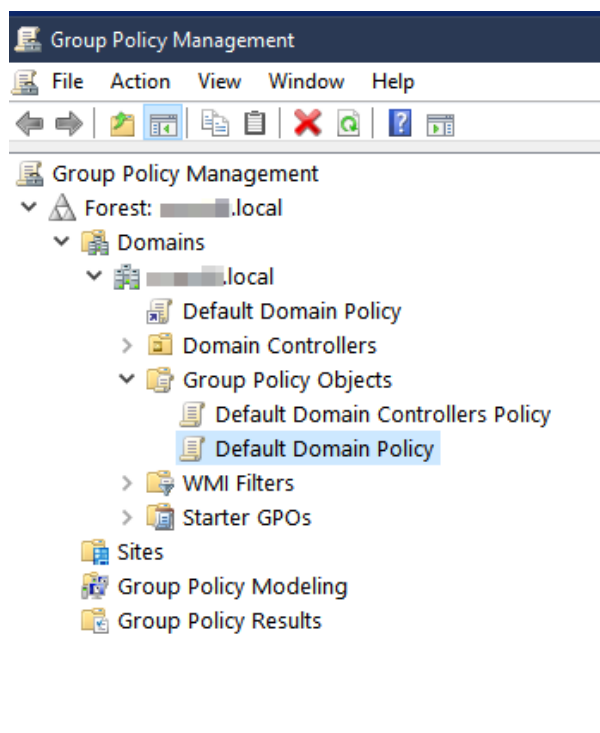 Group Policy Management
File Action View Window Help
Group Policy Management
Forest: .local
Domains
.local
Default Domain Policy
Domain Controllers
Group Policy Objects
Default Domain Controllers Policy
Default Domain Policy
WMI Filters
Starter GPOs
Sites
Group Policy Modeling
Group Policy Results